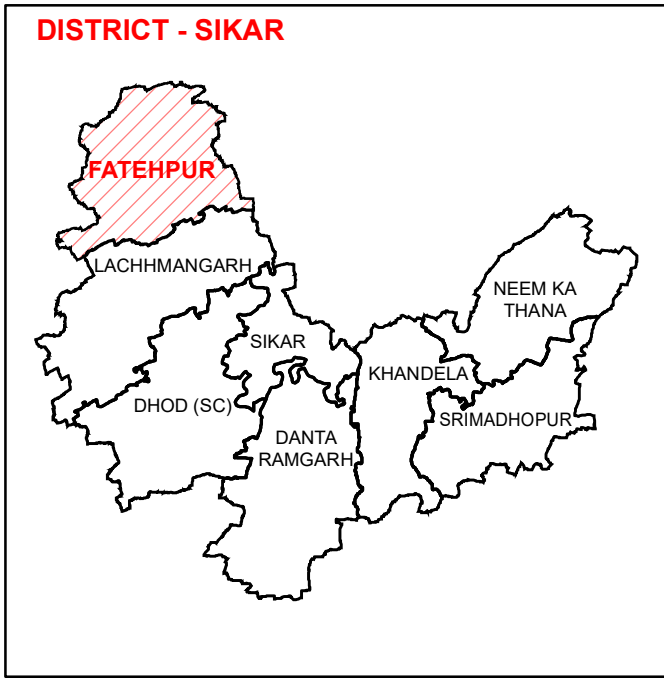 DISTRICT - SIKAR
FATEHPUR
LACHHMANGARH
NEEM KA
THANA
SIKAR
KHANDELA
DHOD (SC)
SRIMADHOPUR
DANTA
RAMGARH